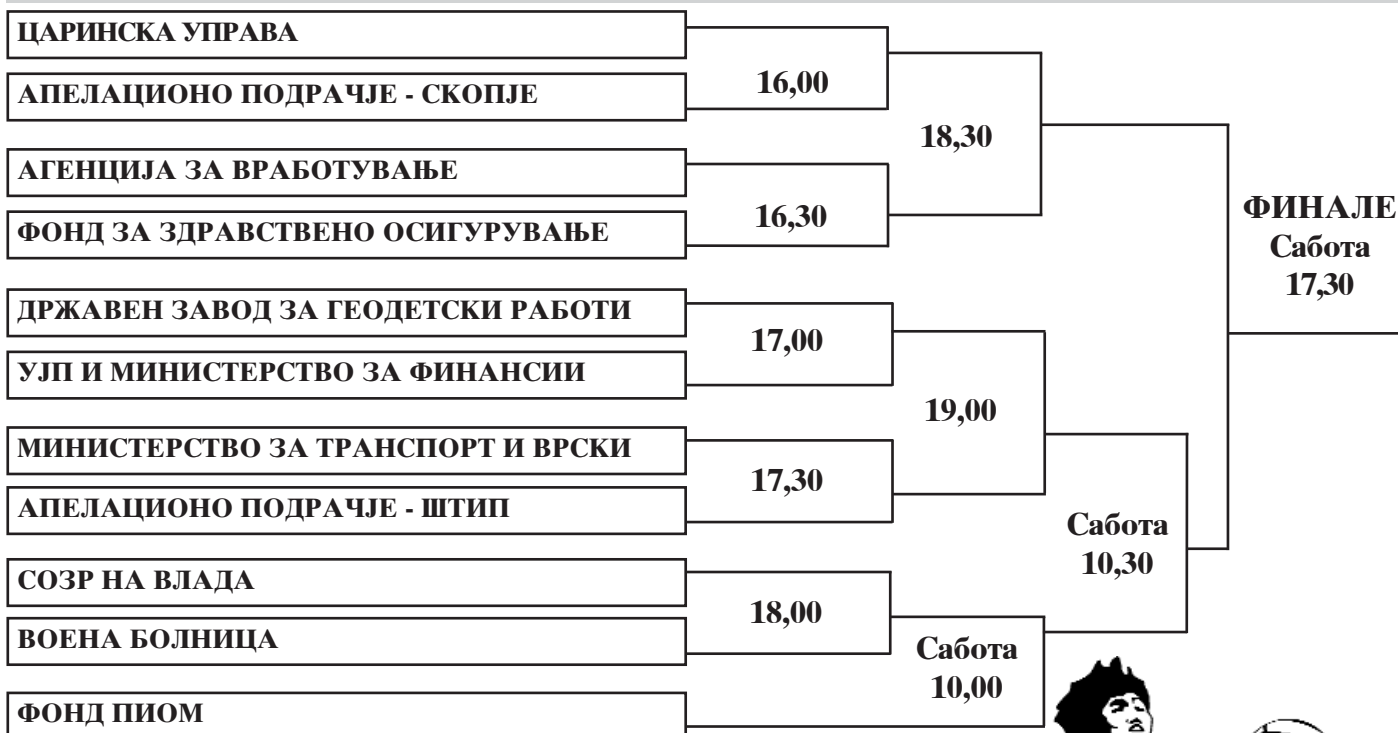 ЦАРИНСКА УПРАВА
16,00
АПЕЛАЦИОНО ПОДРАЧЈЕ - СКОПЈЕ
18,30
АГЕНЦИЈА ЗА ВРАБОТУВАЊЕ
16,30
ФОНД ЗА ЗДРАВСТВЕНО ОСИГУРУВАЊЕ
ФИНАЛЕ
Сабота
17,30
ДРЖАВЕН ЗАВОД ЗА ГЕОДЕТСКИ РАБОТИ
17,00
УЈП И МИНИСТЕРСТВО ЗА ФИНАНСИИ
19,00
МИНИСТЕРСТВО ЗА ТРАНСПОРТ И ВРСКИ
17,30
АПЕЛАЦИОНО ПОДРАЧЈЕ - ШТИП
Сабота
10,30
СОЗР НА ВЛАДА
18,00
ВОЕНА БОЛНИЦА
Сабота
10,00
ФОНД ПИОМ